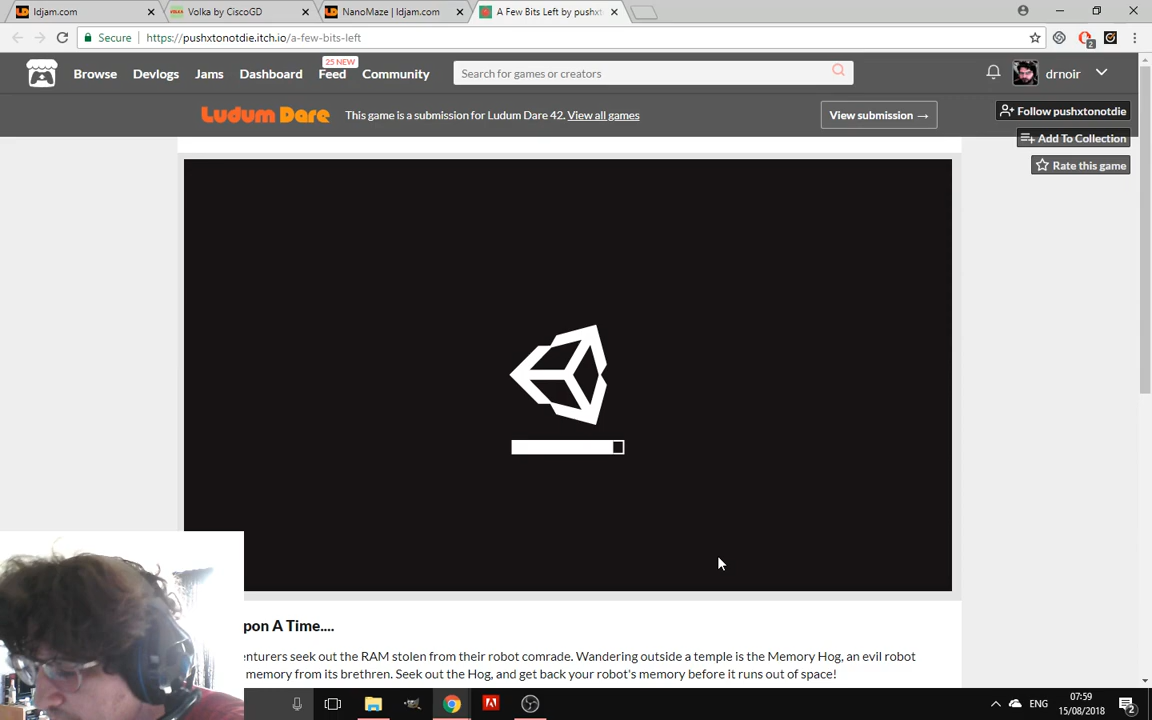 ldjam.com
Volka by CiscoGD
NanoMaze | ldjam.com
A Few Bits Left by pushxt
Secure
https://pushxtonotdie.itch.io/a-few-bits-left
2
Browse
Devlogs
Jams
Dashboard
25 NEW
Feed
Community
Search for games or creators
drnoir
LUDUM DARE
This game is a submission for Ludum Dare 42. View all games
View submission →
Follow pushxtonotdie
Add To Collection
Rate this game
pon A Time....
enturers seek out the RAM stolen from their robot comrade. Wandering outside a temple is the Memory Hog, an evil robot
memory from its brethren. Seek out the Hog, and get back your robot's memory before it runs out of space!
ENG
07:59
15/08/2018
2